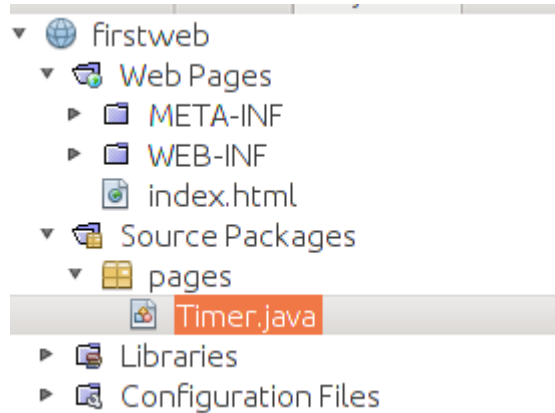 firstweb
Web Pages
META-INF
WEB-INF
index.html
Source Packages
pages
Timer.java
Libraries
Configuration Files